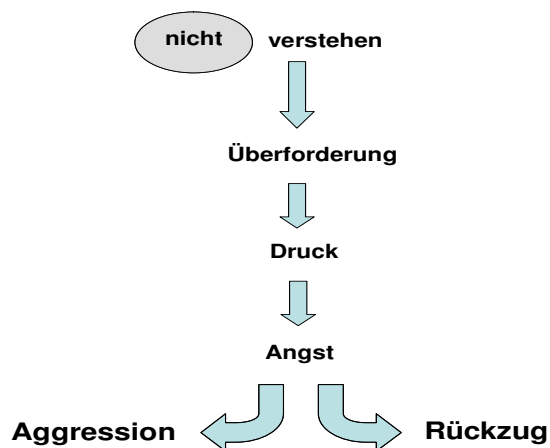 nicht verstehen
Überforderung
Druck
Angst
Aggression Rückzug